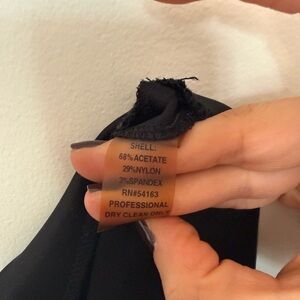 SHELL:
68% ACETATE
29% NYLON
3% SPANDEX
RN#54163
PROFESSIONAL
DRY CLEAN ONLY